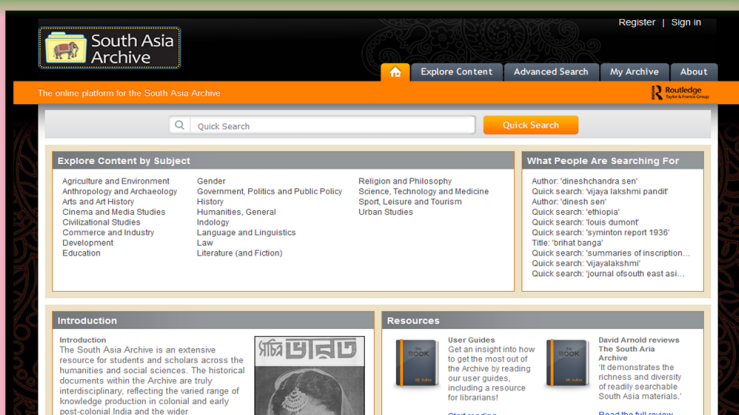 Register | Sign in
South Asia
Archive
Explore Content
Advanced Search
My Archive
About
The online platform for the South Asia Archive
Routledge
Taylor & Francis Group
Quick Search
Quick Search
Explore Content by Subject
Agriculture and Environment
Anthropology and Archaeology
Arts and Art History
Cinema and Media Studies
Civilizational Studies
Commerce and Industry
Development
Education
Gender
Government, Politics and Public Policy
History
Humanities, General
Indology
Language and Linguistics
Law
Literature (and Fiction)
Religion and Philosophy
Science, Technology and Medicine
Sport, Leisure and Tourism
Urban Studies
What People Are Searching For
Author: 'dineshchandra sen'
Quick search: 'vijaya lakshmi pandit'
Author: 'dinesh sen'
Quick search: 'ethiopia'
Quick search: 'louis dumont'
Quick search: 'syminton report 1936'
Title: 'brihat banga'
Quick search: 'summaries of inscription...
Quick search: 'vijayalakshmi'
Quick search: 'journal ofsouth east asi...
Introduction
Introduction
The South Asia Archive is an extensive
resource for students and scholars across the
humanities and social sciences. The historical
documents within the Archive are truly
interdisciplinary, reflecting the varied range of
knowledge production in colonial and early
post-colonial India and the wider
সচিত্র ভারত
Resources
BOOK
User Guides
Get an insight into how
to get the most out of
the Archive by reading
our user guides,
including a resource
for librarians!
Start reading
BOOK
David Arnold reviews
The South Aria
Archive
'It demonstrates the
richness and diversity
of readily searchable
South Asia materials.'
Read the full review